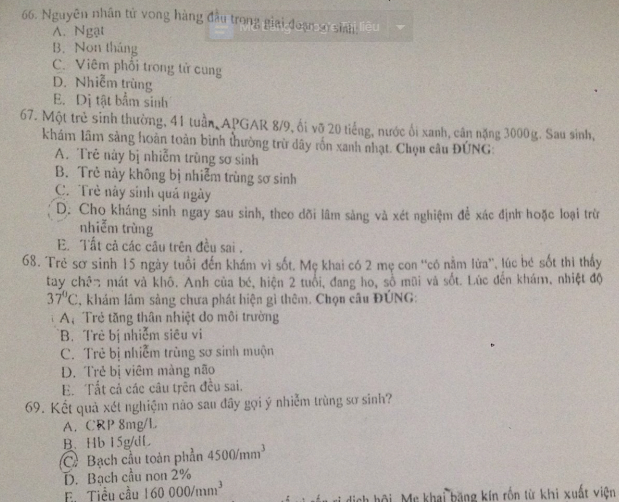 66. Nguyên nhân tử vong hàng đầu trong giai đoạn sơ sinh:
A. Ngạt
B. Non tháng
C. Viêm phổi trong tử cung
D. Nhiễm trùng
E. Dị tật bẩm sinh
67. Một trẻ sinh thường, 41 tuần, APGAR 8/9, ối vỡ 20 tiếng, nước ối xanh, cân nặng 3000g. Sau sinh,
khám lâm sàng hoàn toàn bình thường trừ dây rốn xanh nhạt. Chọn câu ĐÚNG:
A. Trẻ này bị nhiễm trùng sơ sinh
B. Trẻ này không bị nhiễm trùng sơ sinh
C. Trẻ này sinh quá ngày
D. Cho kháng sinh ngay sau sinh, theo dõi lâm sàng và xét nghiệm để xác định hoặc loại trừ
nhiễm trùng
E. Tất cả các câu trên đều sai .
68. Trẻ sơ sinh 15 ngày tuổi đến khám vì sốt. Mẹ khai có 2 mẹ con “có nằm lửa”, lúc bé sốt thì thấy
tay chân mát và khô. Anh của bé, hiện 2 tuổi, đang ho, sổ mũi và sốt. Lúc đến khám, nhiệt độ
37⁰C, khám lâm sàng chưa phát hiện gì thêm. Chọn câu ĐÚNG:
A. Trẻ tăng thân nhiệt do môi trường
B. Trẻ bị nhiễm siêu vi
C. Trẻ bị nhiễm trùng sơ sinh muộn
D. Trẻ bị viêm màng não
E. Tất cả các câu trên đều sai.
69. Kết quả xét nghiệm nào sau đây gợi ý nhiễm trùng sơ sinh?
A. CRP 8mg/L
B. Hb 15g/dL
C. Bạch cầu toàn phần 4500/mm³
D. Bạch cầu non 2%
E. Tiểu cầu 160 000/mm³
dịch hôi. Mẹ khai băng kín rốn từ khi xuất viện